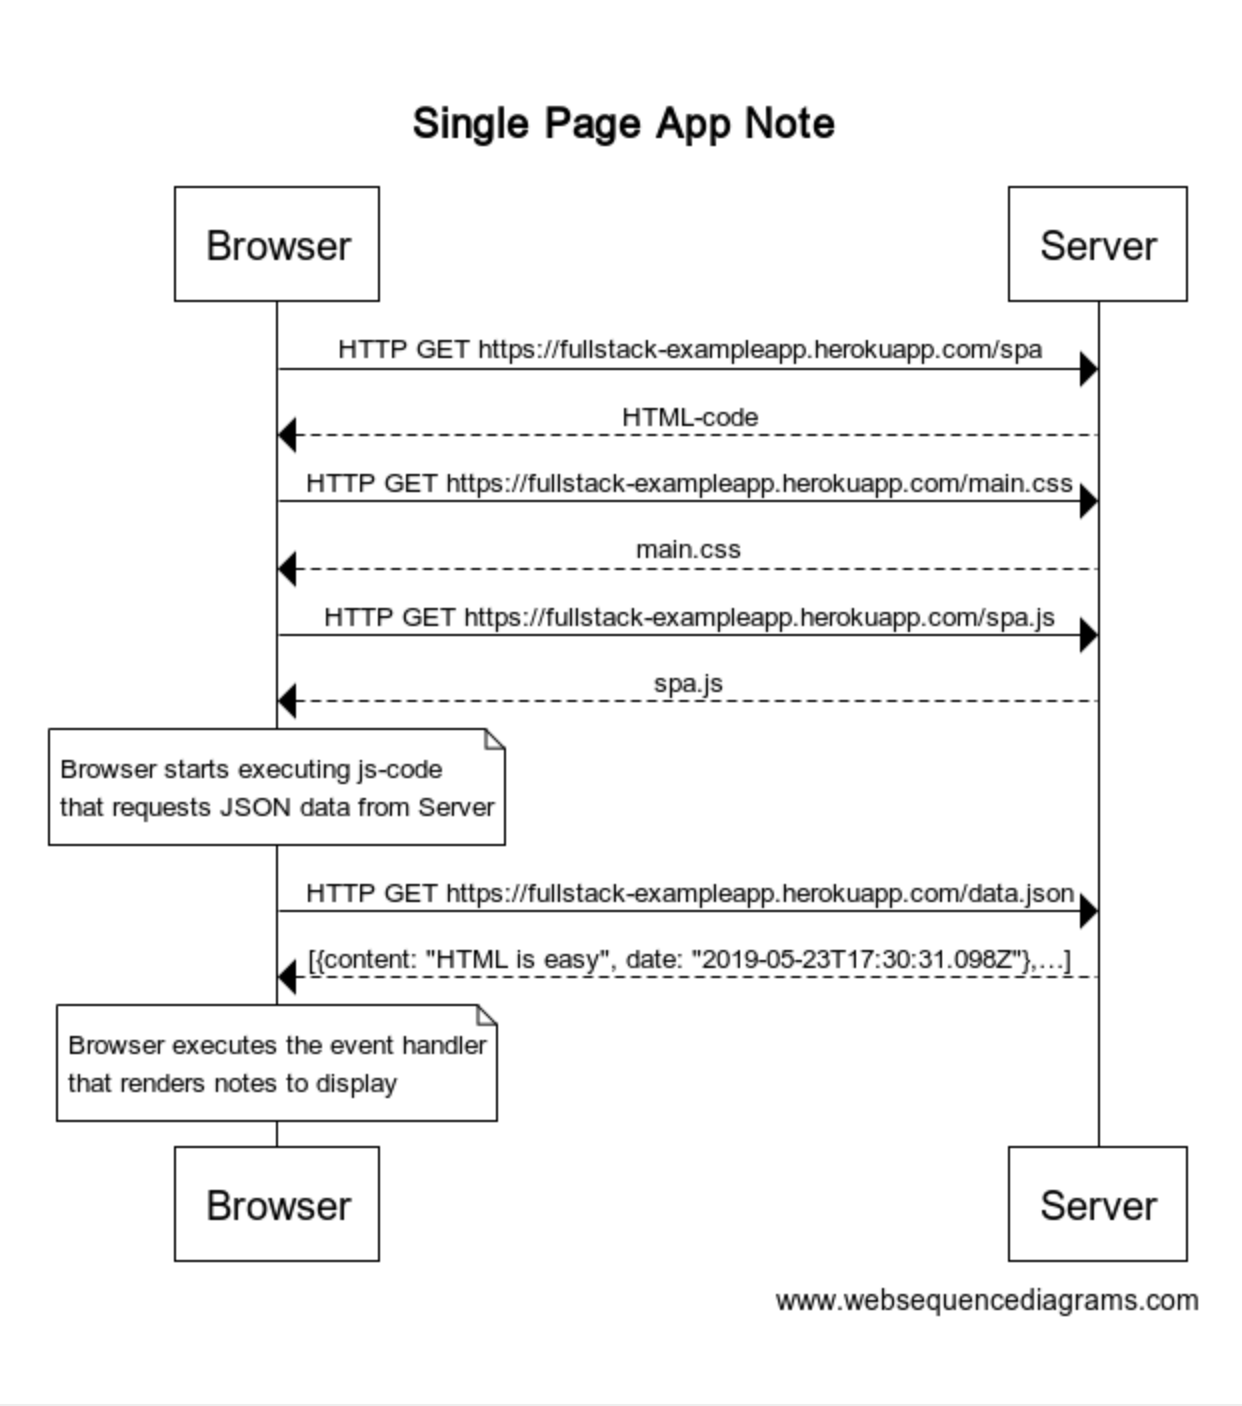 Single Page App Note
Browser
Server
HTTP GET https://fullstack-exampleapp.herokuapp.com/spa
HTML-code
HTTP GET https://fullstack-exampleapp.herokuapp.com/main.css
main.css
HTTP GET https://fullstack-exampleapp.herokuapp.com/spa.js
spa.js
Browser starts executing js-code
that requests JSON data from Server
HTTP GET https://fullstack-exampleapp.herokuapp.com/data.json
[{content: "HTML is easy", date: "2019-05-23T17:30:31.098Z"},...]
Browser executes the event handler
that renders notes to display
Browser
Server
www.websequencediagrams.com